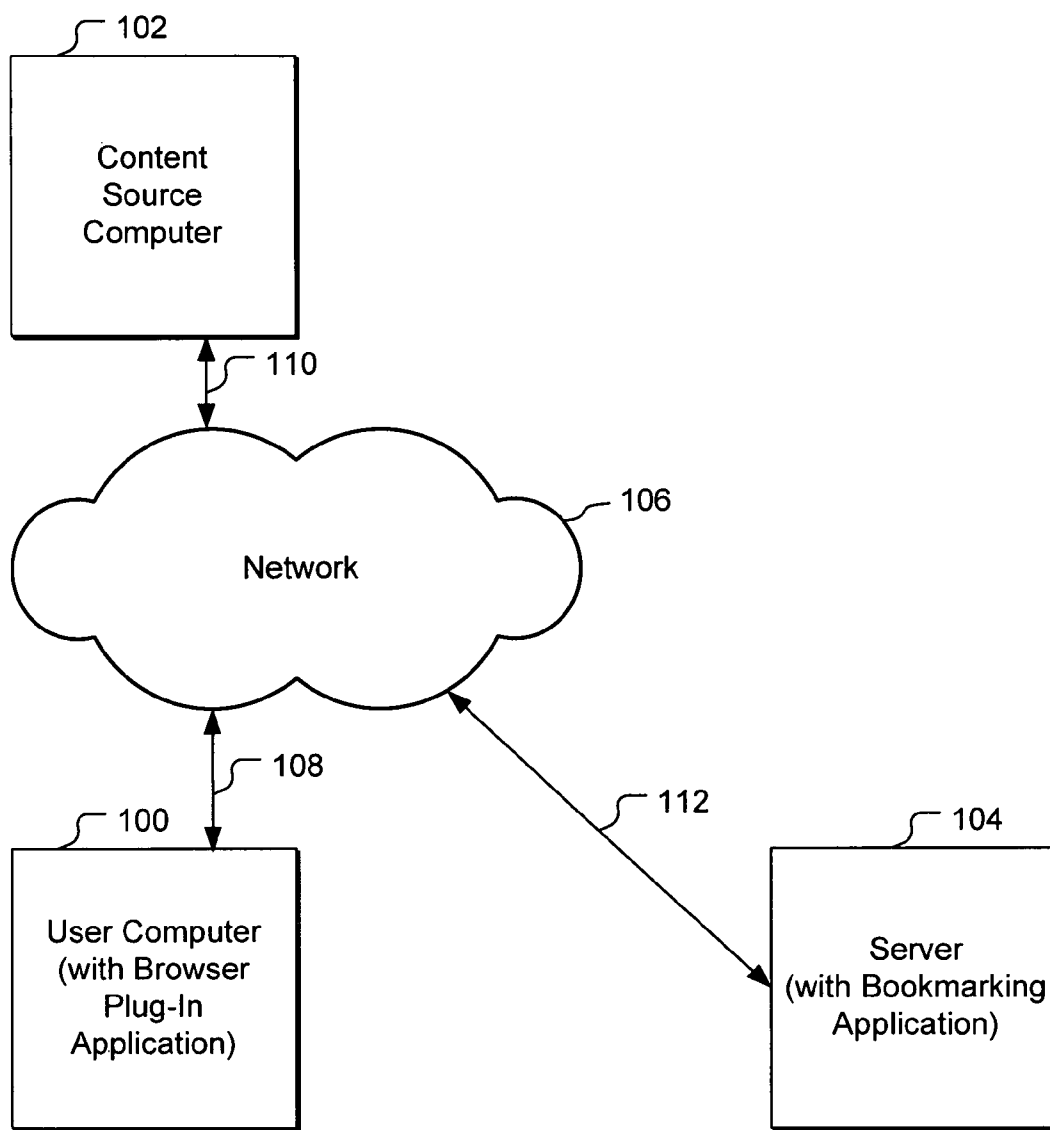 102
Content
Source
Computer
110
106
Network
108
112
100
104
User Computer
(with Browser
Plug-In
Application)
Server
(with Bookmarking
Application)